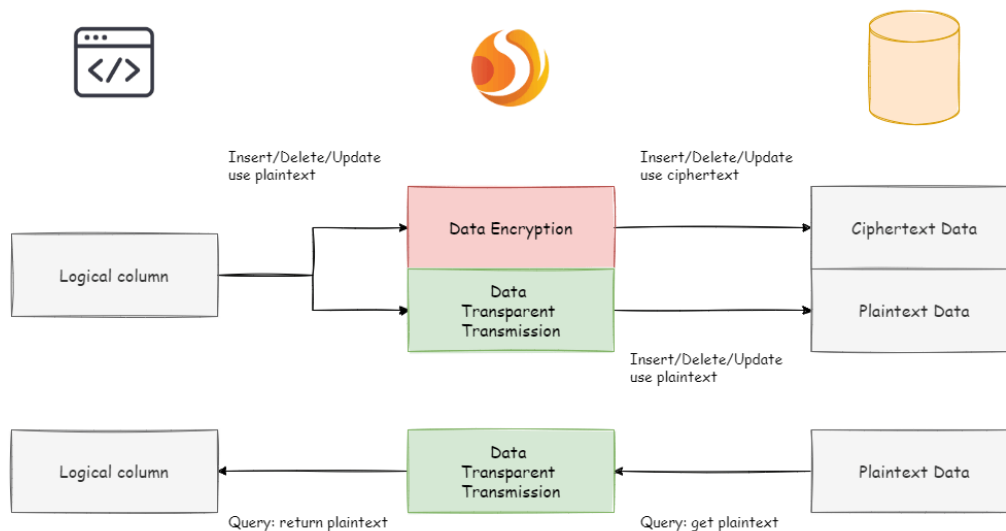 </>
Insert/Delete/Update
use plaintext
Insert/Delete/Update
use ciphertext
Logical column
Data Encryption
Ciphertext Data
Data
Transparent
Transmission
Plaintext Data
Insert/Delete/Update
use plaintext
Logical column
Data
Transparent
Transmission
Plaintext Data
Query: return plaintext
Query: get plaintext